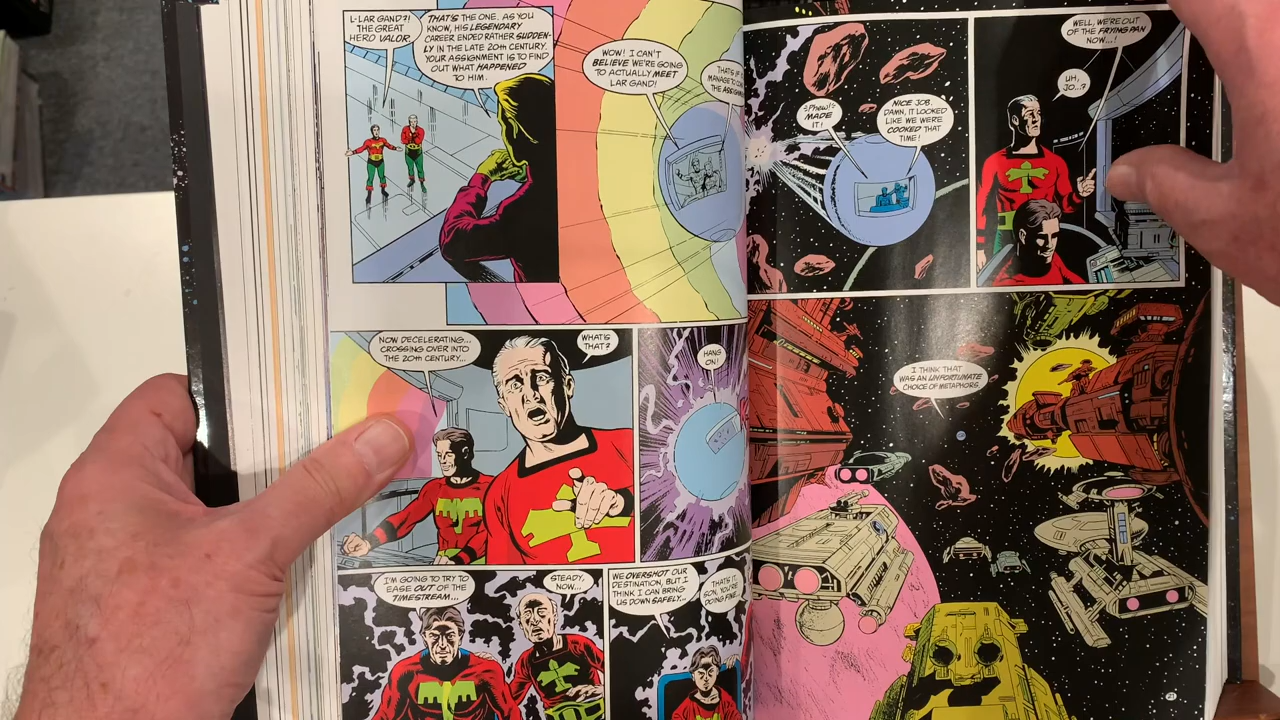 L-LAR GAND?!
THE GREAT
HERO VALOR.
THAT'S THE ONE. AS YOU
KNOW, HIS LEGENDARY
CAREER ENDED RATHER SUDDEN-
LY IN THE LATE 20TH CENTURY.
YOUR ASSIGNMENT IS TO FIND
OUT WHAT HAPPENED
TO HIM.
WOW! I CAN'T
BELIEVE WE'RE
GOING TO ACTUALLY MEET
LAR GAND!
THAT'S IF
MANAGE TO
THE
NOW DECELERATING...
CROSSING OVER INTO
THE 20TH CENTURY...
WHAT'S
THAT?
HANG
ON!
I'M GOING TO TRY TO
EASE OUT OF THE
TIMESTREAM...
STEADY,
NOW...
WE OVERSHOT OUR
DESTINATION, BUT I
THINK I CAN BRING
US DOWN SAFELY...
THAT'S IT,
SON, YOU'RE
DOING FINE...
:PHEW!:
MADE
IT!
NICE JOB.
DAMN, IT LOOKED
LIKE WE WERE
COOKED THAT
TIME!
WELL, WE'RE OUT
OF THE FRYING PAN
NOW...!
UH,
JO...?
I THINK THAT
WAS AN UNFORTUNATE
CHOICE OF METAPHORS.